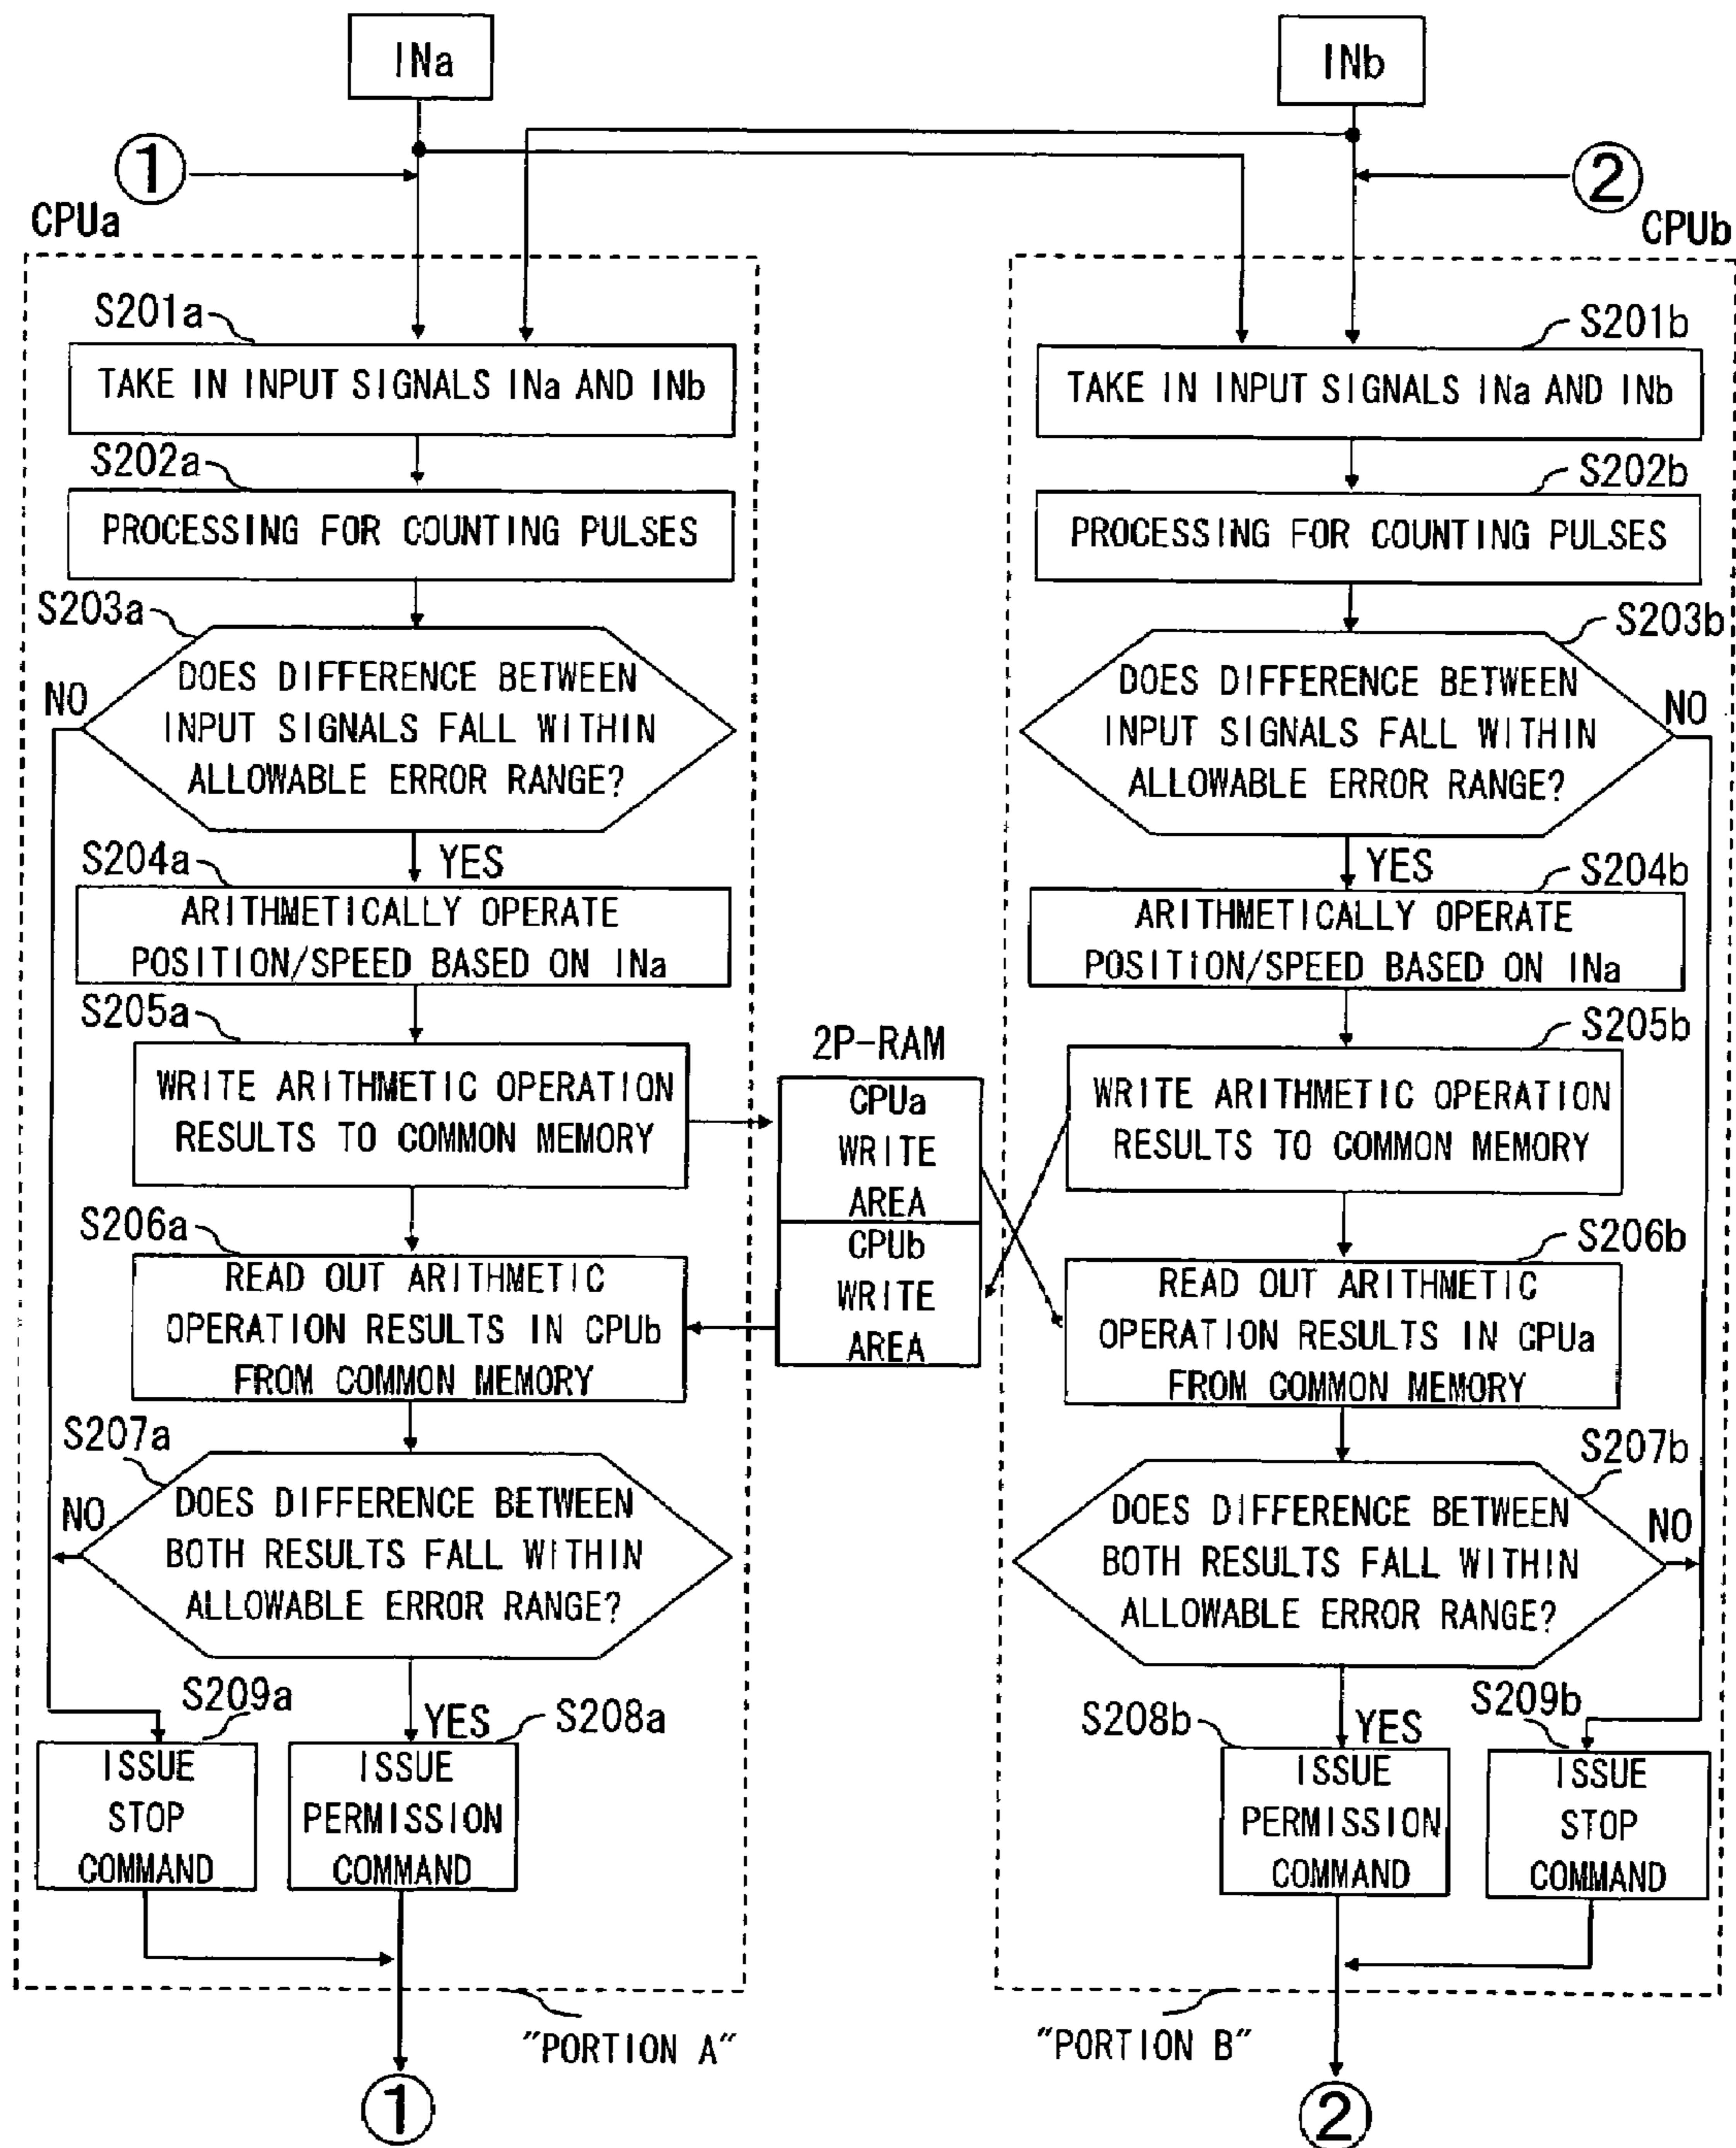 INa
INb
①
②
CPUa
CPUb
S201a
TAKE IN INPUT SIGNALS INa AND INb
S202a
PROCESSING FOR COUNTING PULSES
S203a
DOES DIFFERENCE BETWEEN
INPUT SIGNALS FALL WITHIN
ALLOWABLE ERROR RANGE?
NO
YES
S204a
ARITHMETICALLY OPERATE
POSITION/SPEED BASED ON INa
S205a
WRITE ARITHMETIC OPERATION
RESULTS TO COMMON MEMORY
S206a
READ OUT ARITHMETIC
OPERATION RESULTS IN CPUb
FROM COMMON MEMORY
S207a
DOES DIFFERENCE BETWEEN
BOTH RESULTS FALL WITHIN
ALLOWABLE ERROR RANGE?
NO
YES
S209a
ISSUE
STOP
COMMAND
S208a
ISSUE
PERMISSION
COMMAND
"PORTION A"
①
2P-RAM
CPUa
WRITE
AREA
CPUb
WRITE
AREA
S201b
TAKE IN INPUT SIGNALS INa AND INb
S202b
PROCESSING FOR COUNTING PULSES
S203b
DOES DIFFERENCE BETWEEN
INPUT SIGNALS FALL WITHIN
ALLOWABLE ERROR RANGE?
NO
YES
S204b
ARITHMETICALLY OPERATE
POSITION/SPEED BASED ON INa
S205b
WRITE ARITHMETIC OPERATION
RESULTS TO COMMON MEMORY
S206b
READ OUT ARITHMETIC
OPERATION RESULTS IN CPUa
FROM COMMON MEMORY
S207b
DOES DIFFERENCE BETWEEN
BOTH RESULTS FALL WITHIN
ALLOWABLE ERROR RANGE?
NO
YES
S208b
ISSUE
PERMISSION
COMMAND
S209b
ISSUE
STOP
COMMAND
"PORTION B"
②